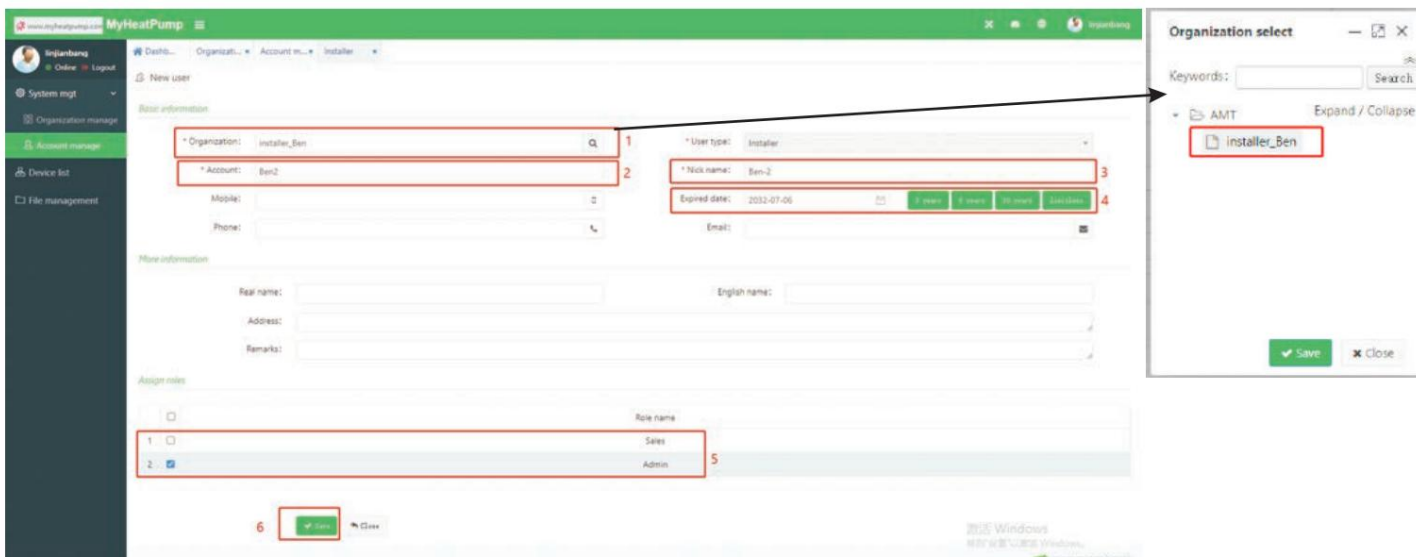 www.myheatpump.com MyHeatPump
linjianbang
linjianbang
Online Logout
Dashb... Organizati... Account m... Installer
System mgt
Organization manage
Account manage
Device list
File management
New user
Basic information
* Organization: installer_Ben 1
* User type: Installer
* Account: Ben2 2
* Nick name: Ben-2 3
Mobile:
Expired date: 2032-07-06 4
Phone:
Email:
More information
Real name:
English name:
Address:
Remarks:
Assign roles
Role name
1 Sales
2 Admin
5
6 Save Close
激活 Windows
Organization select
Keywords: Search
AMT Expand / Collapse
installer_Ben
Save Close